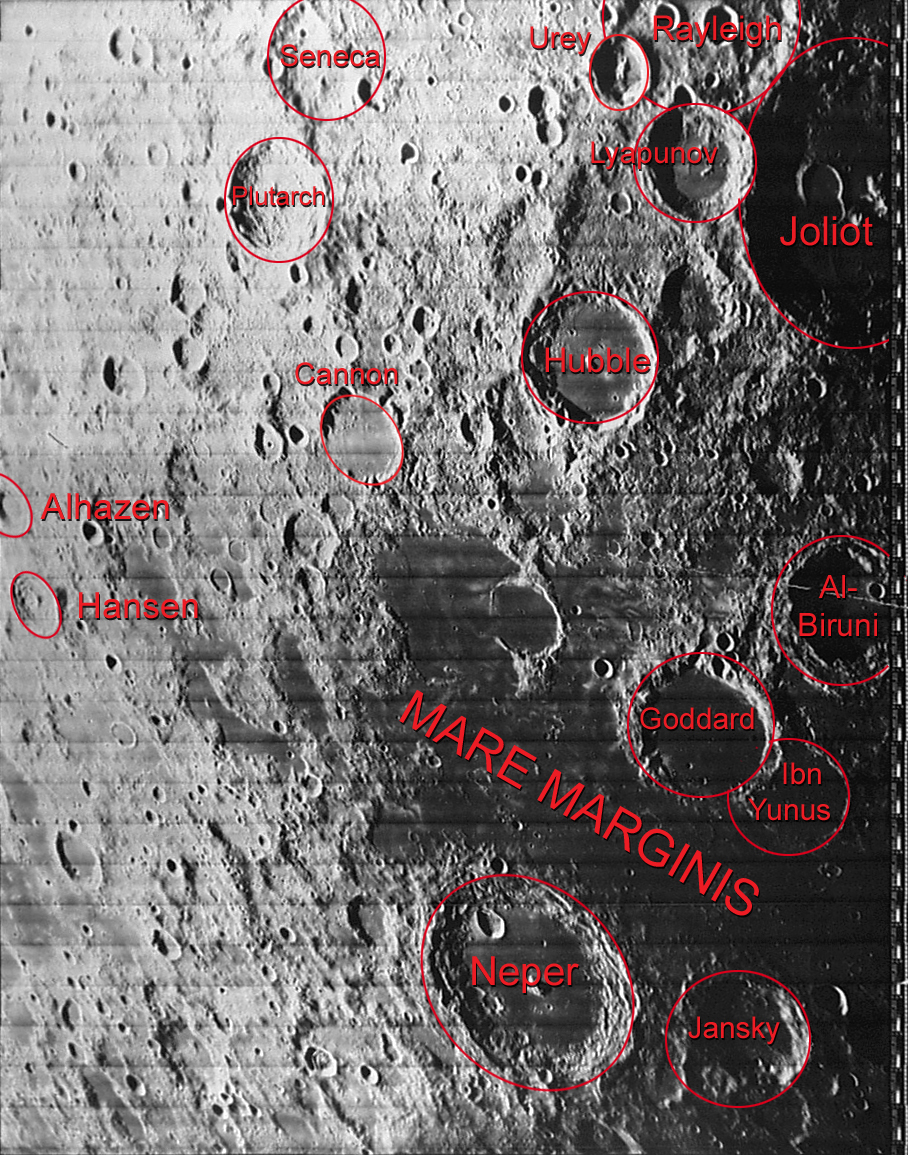 Seneca
Urey
Rayleigh
Lyapunov
Plutarch
Joliot
Hubble
Cannon
Alhazen
Hansen
Al-
Biruni
Goddard
Ibn
Yunus
MARE MARGINIS
Neper
Jansky